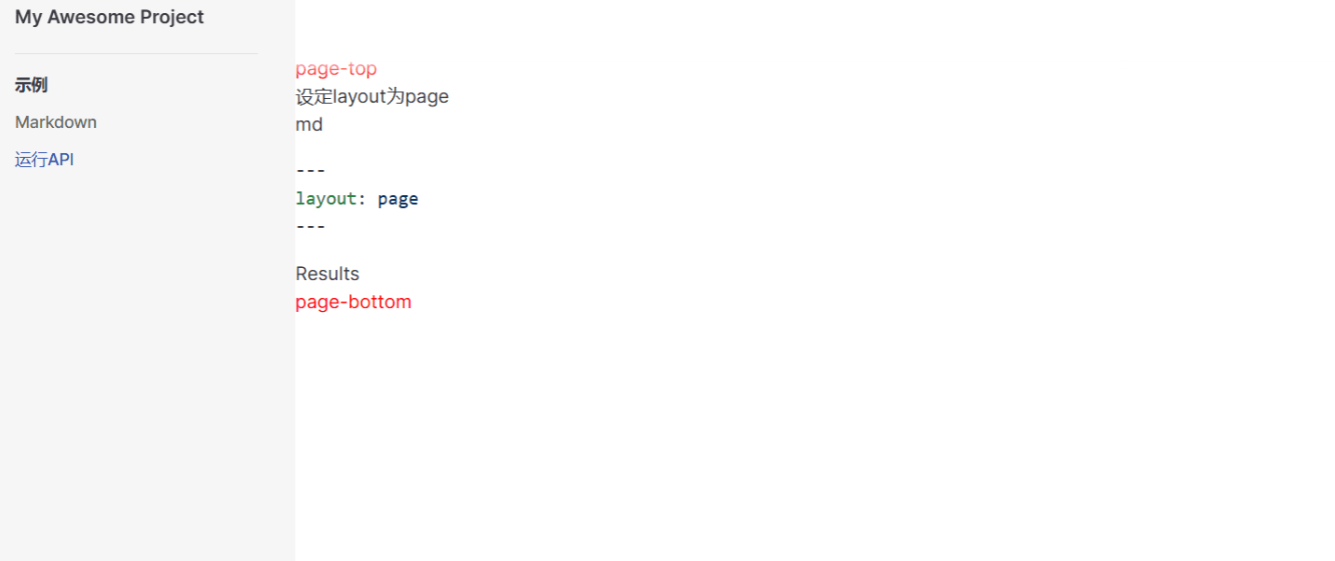 My Awesome Project
示例
Markdown
运行API
page-top
设定layout为page
md
---
layout: page
---
Results
page-bottom